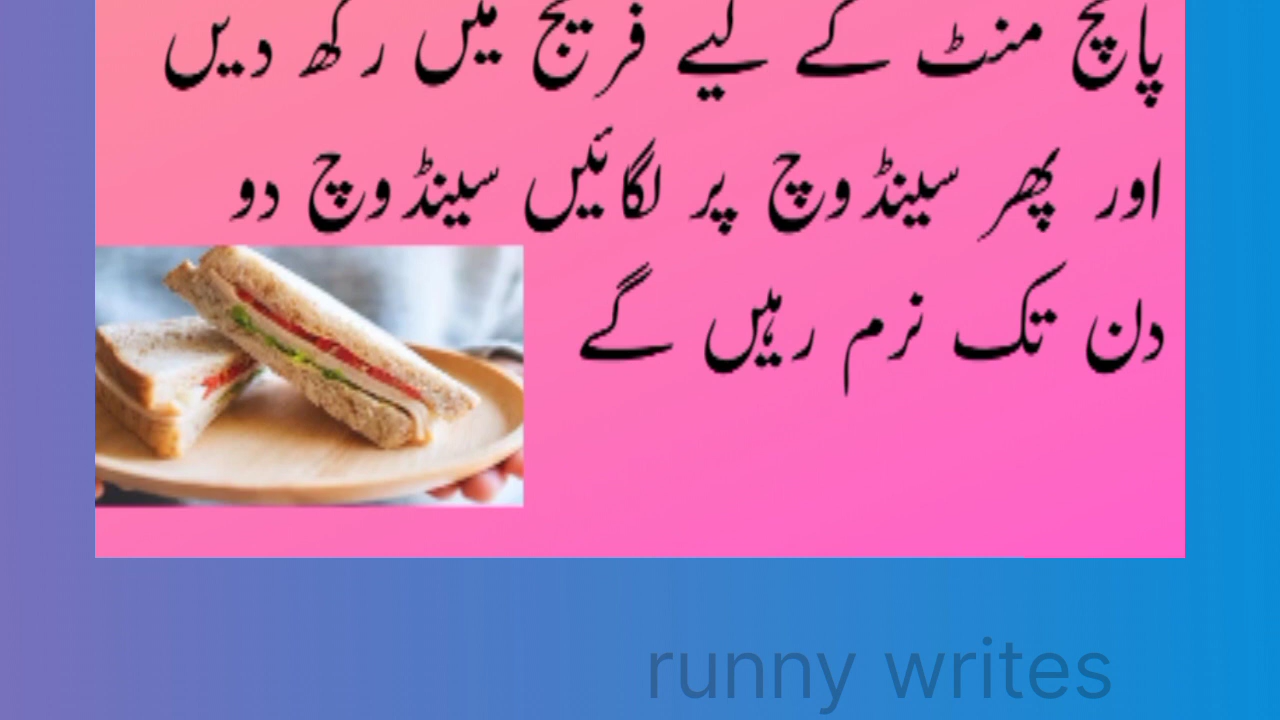 پانچ منٹ کے لیے فریج میں رکھ دیں
اور پھر سینڈوچ پر لگائیں سینڈوچ دو
دن تک نرم رہیں گے
runny writes